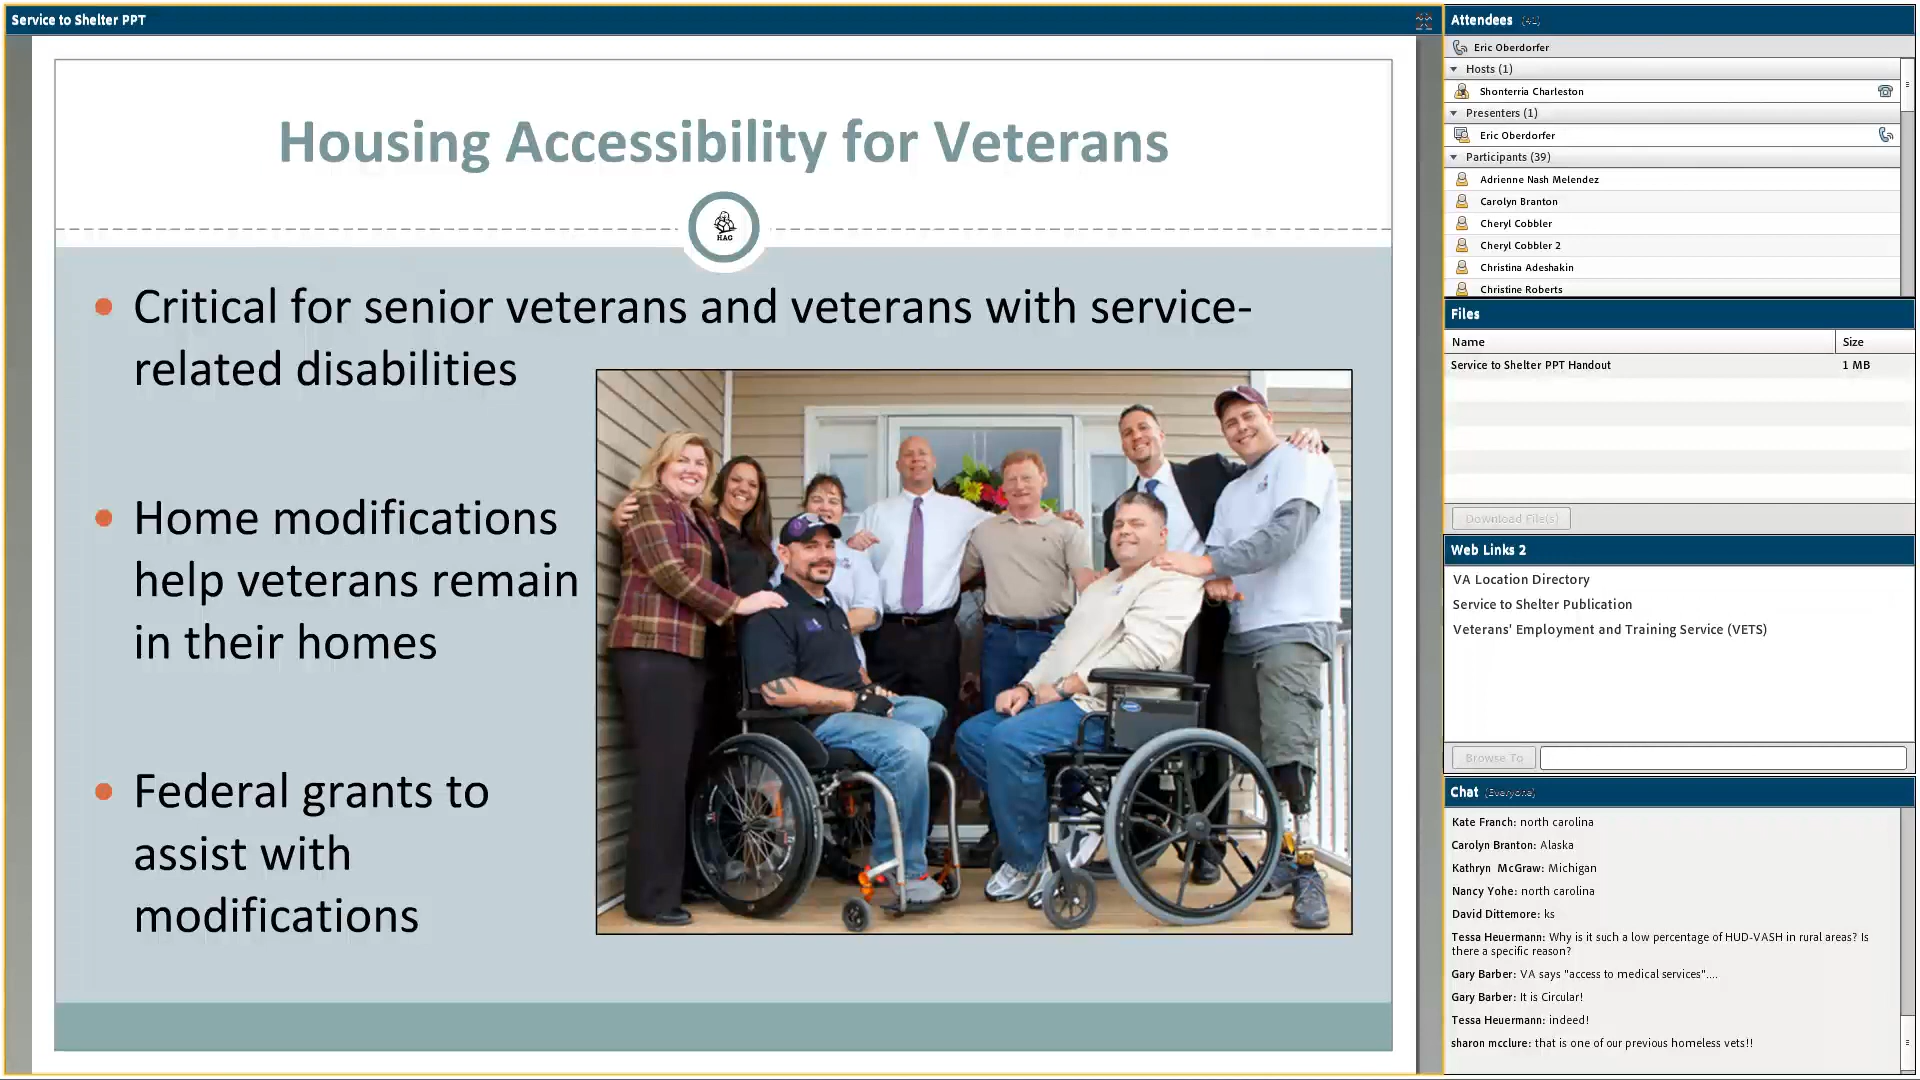 Service to Shelter PPT
Housing Accessibility for Veterans
HAC
Critical for senior veterans and veterans with service-
related disabilities
Home modifications
help veterans remain
in their homes
Federal grants to
assist with
modifications
Attendees (41)
Eric Oberdorfer
Hosts (1)
Shonterria Charleston
Presenters (1)
Eric Oberdorfer
Participants (39)
Adrienne Nash Melendez
Carolyn Branton
Cheryl Cobbler
Cheryl Cobbler 2
Christina Adeshakin
Christine Roberts
Files
Name Size
Service to Shelter PPT Handout 1 MB
Download File(s)
Web Links 2
VA Location Directory
Service to Shelter Publication
Veterans' Employment and Training Service (VETS)
Browse To
Chat (Everyone)
Kate Franch: north carolina
Carolyn Branton: Alaska
Kathryn McGraw: Michigan
Nancy Yohe: north carolina
David Dittemore: ks
Tessa Heuermann: Why is it such a low percentage of HUD-VASH in rural areas? Is
there a specific reason?
Gary Barber: VA says "access to medical services"....
Gary Barber: It is Circular!
Tessa Heuermann: indeed!
sharon mcclure: that is one of our previous homeless vets!!